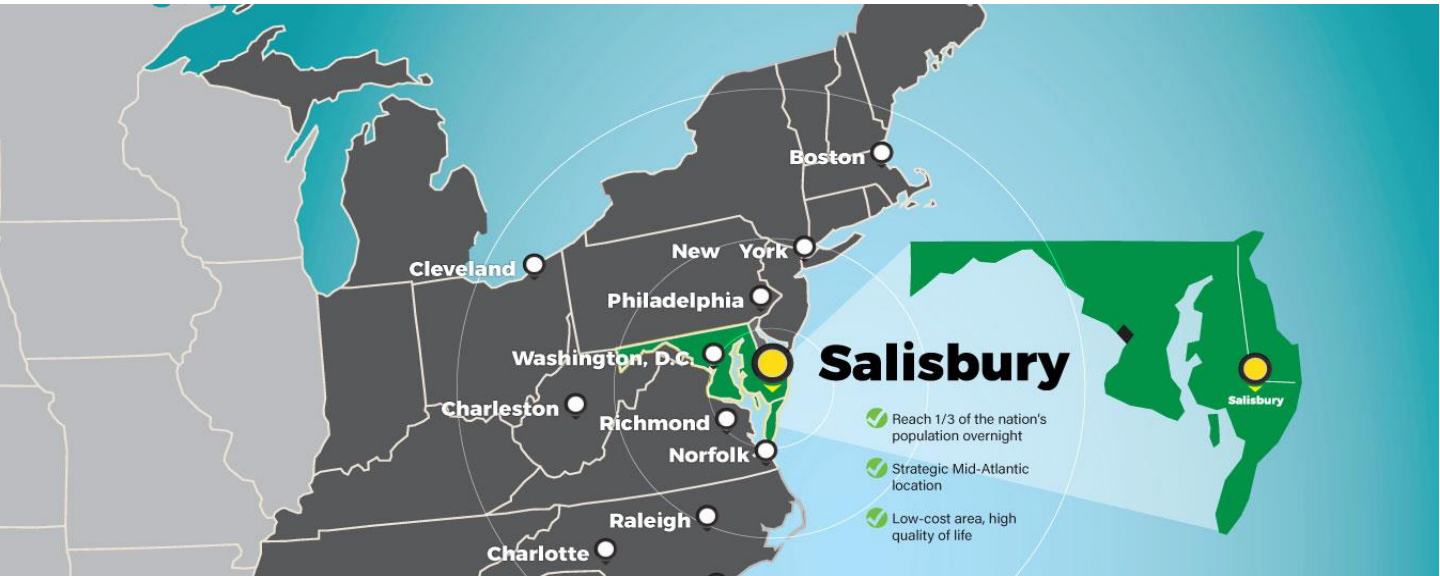 Boston
New York
Cleveland
Philadelphia
Washington, D.C.
Salisbury
Charleston
Richmond
Norfolk
Raleigh
Charlotte
Reach 1/3 of the nation's
population overnight
Strategic Mid-Atlantic
location
Low-cost area, high
quality of life
Salisbury